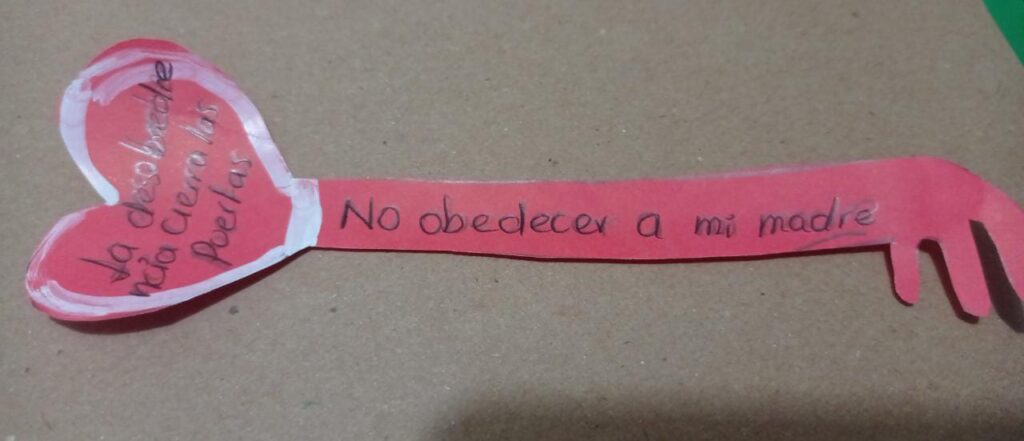 La desobedie
ncia cierra las
Puertas
No obedecer a mi madre